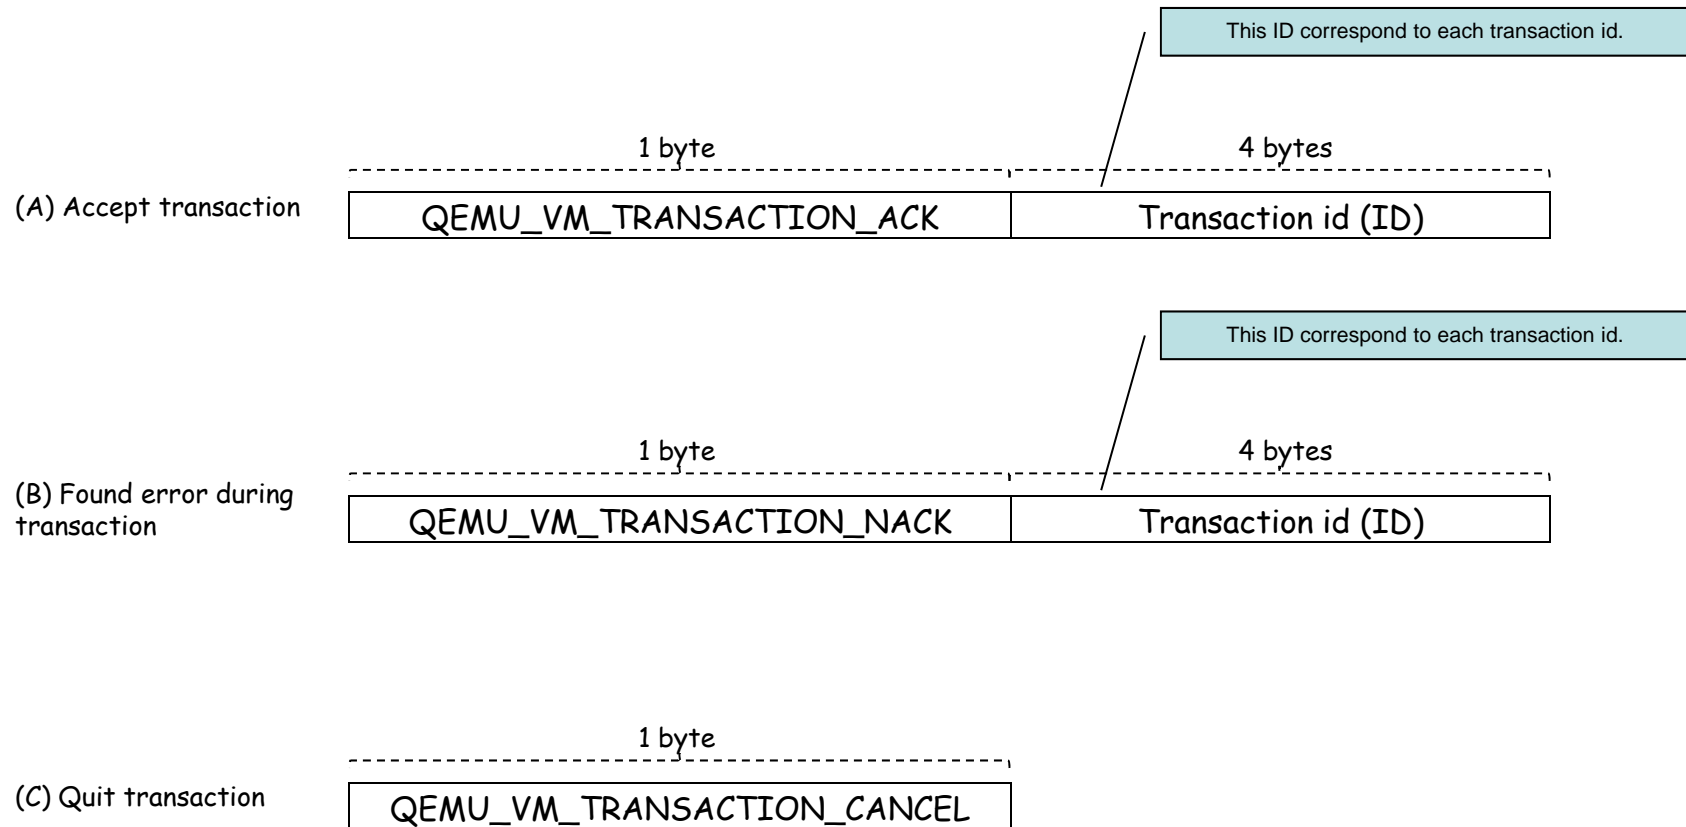 This ID correspond to each transaction id.
1 byte
4 bytes
(A) Accept transaction
QEMU_VM_TRANSACTION_ACK
Transaction id (ID)
This ID correspond to each transaction id.
1 byte
4 bytes
(B) Found error during
transaction
QEMU_VM_TRANSACTION_NACK
Transaction id (ID)
1 byte
(C) Quit transaction
QEMU_VM_TRANSACTION_CANCEL